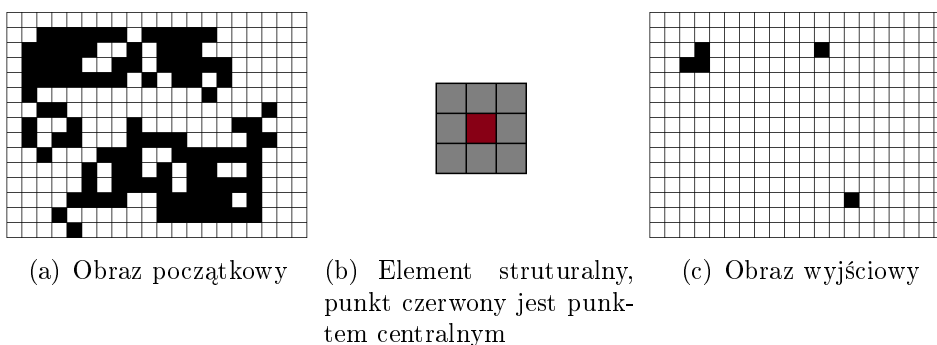 (a) Obraz początkowy
(b) Element struturalny,
punkt czerwony jest punk-
tem centralnym
(c) Obraz wyjściowy